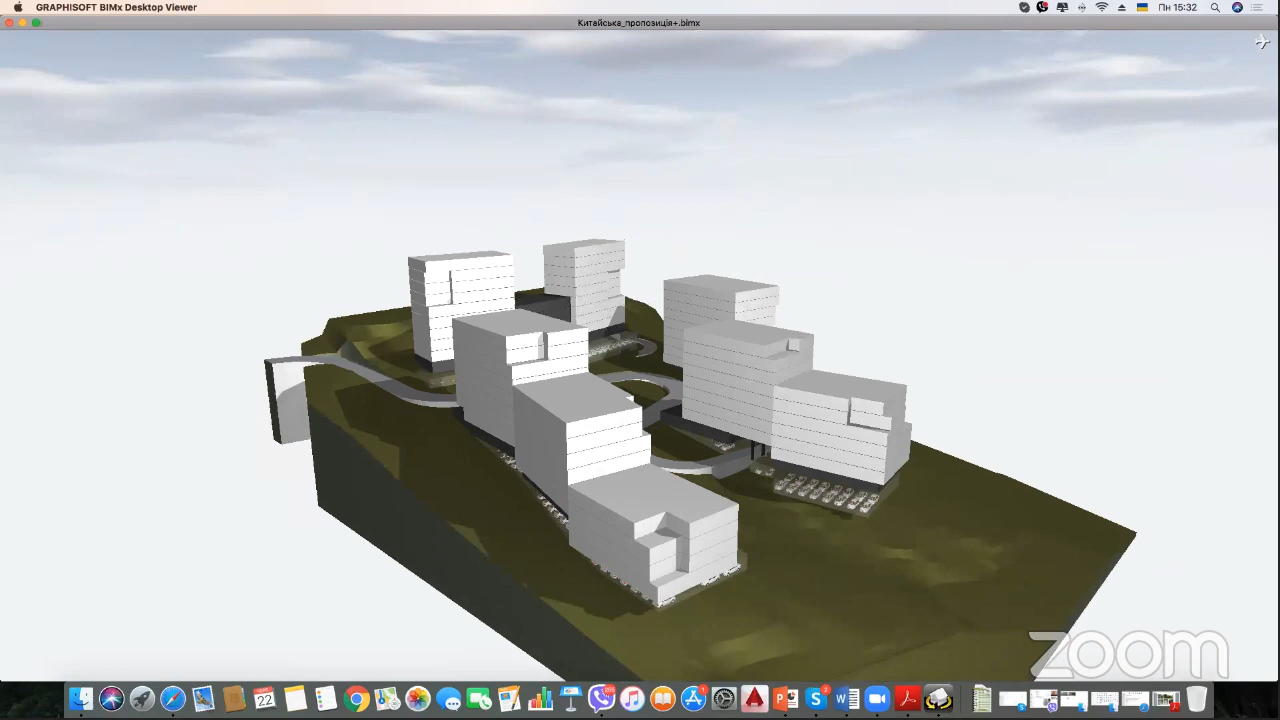 GRAPHISOFT BIMx Desktop Viewer
Пн 15:32
Китайська_пропозиція+.bimx
zoom
22